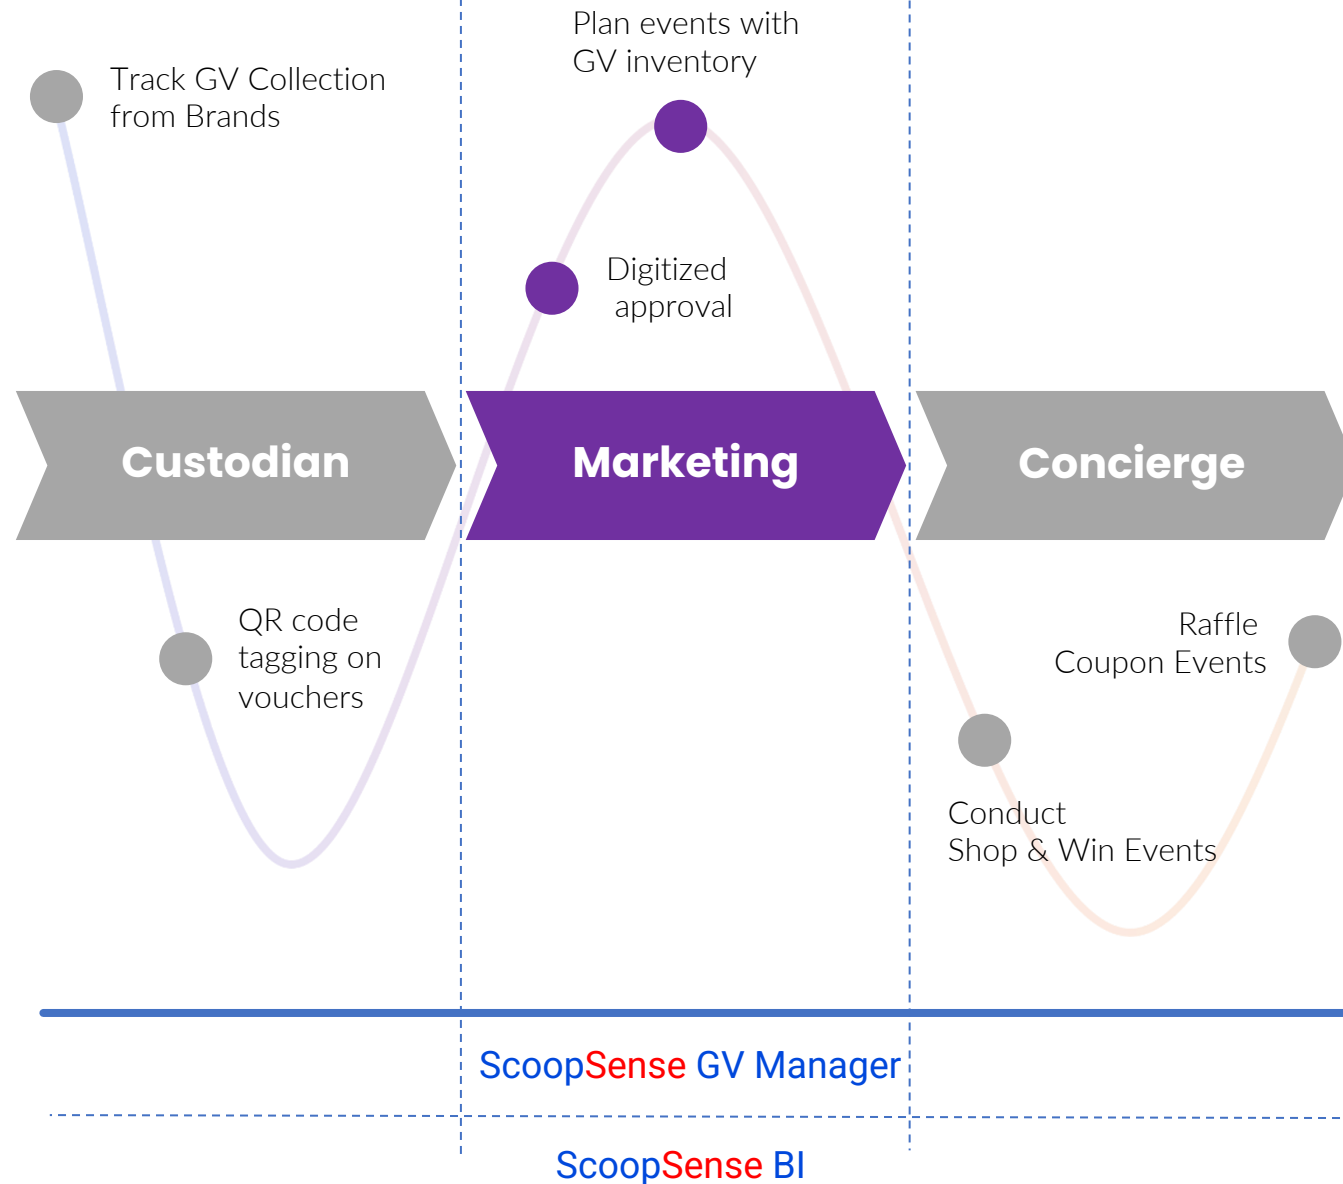 Plan events with
GV inventory
Track GV Collection
from Brands
Digitized
approval
Custodian
Marketing
Concierge
QR code
tagging on
vouchers
Raffle
Coupon Events
Conduct
Shop & Win Events
ScoopSense GV Manager
ScoopSense BI